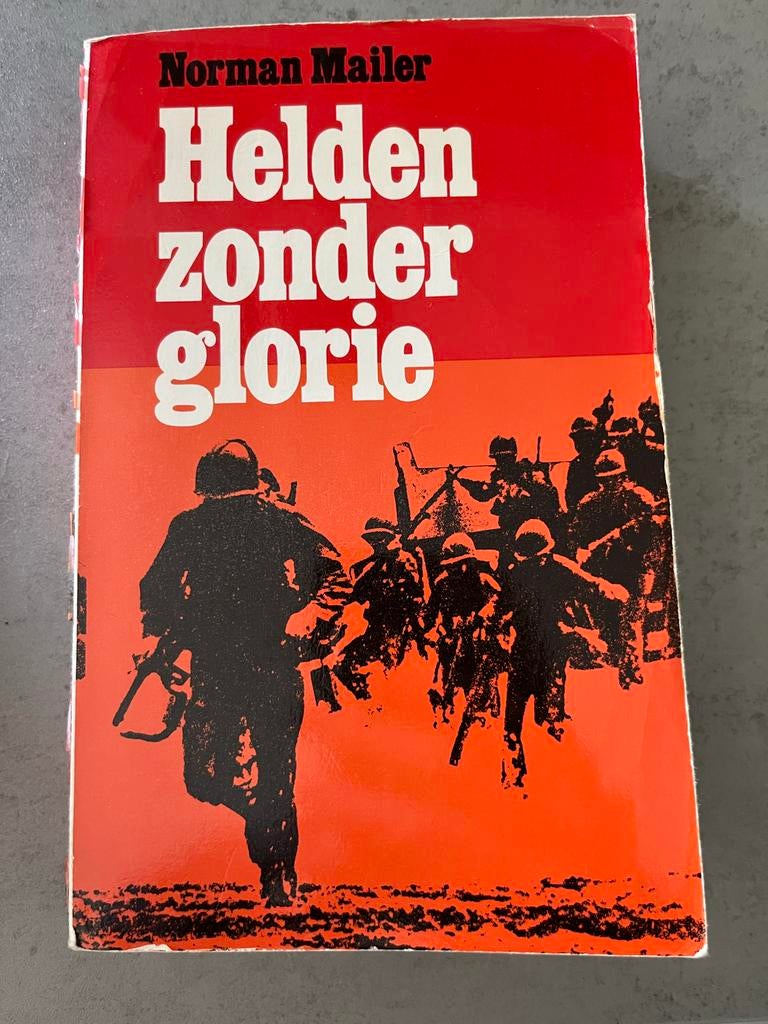 Norman Mailer
Helden
zonder
glorie